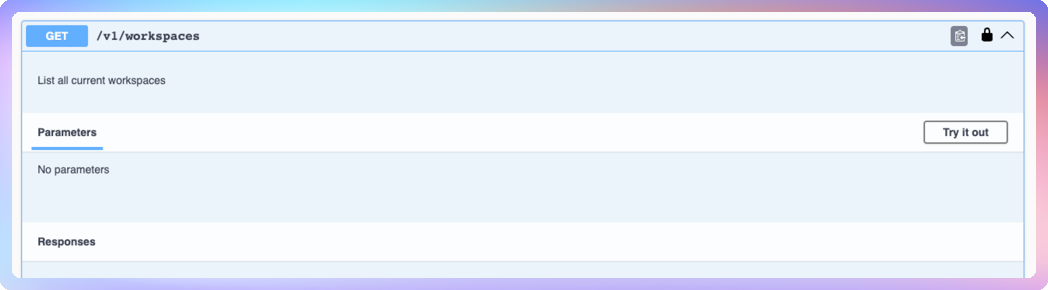 GET /v1/workspaces
List all current workspaces
Parameters Try it out
No parameters
Responses